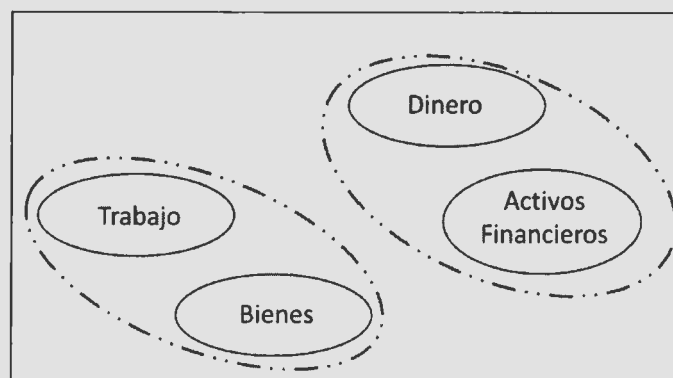 Dinero
Trabajo
Activos
Financieros
Bienes